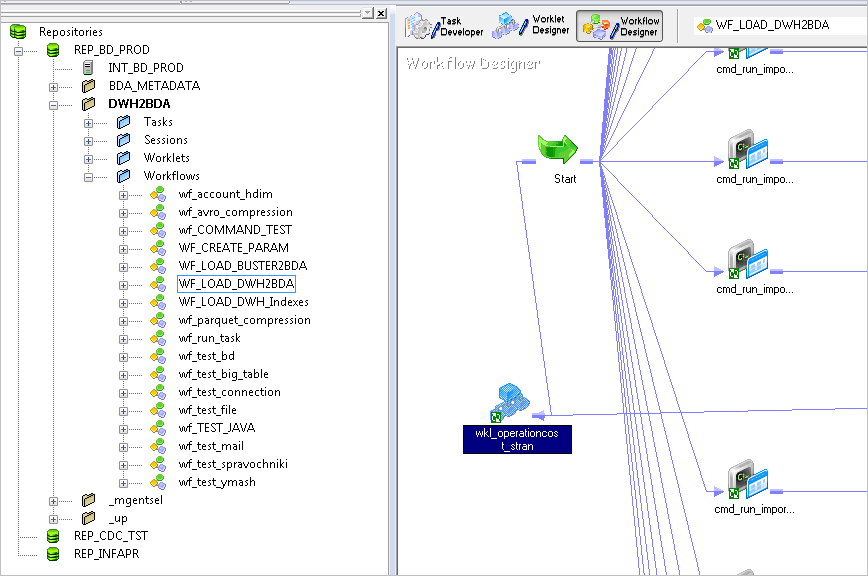 Repositories
REP_BD_PROD
INT_BD_PROD
BDA_METADATA
DWH2BDA
Tasks
Sessions
Worklets
Workflows
wf_account_hdim
wf_avro_compression
wf_COMMAND_TEST
WF_CREATE_PARAM
WF_LOAD_BUSTER2BDA
WF_LOAD_DWH2BDA
WF_LOAD_DWH_Indexes
wf_parquet_compression
wf_run_task
wf_test_bd
wf_test_big_table
wf_test_connection
wf_test_file
wf_TEST_JAVA
wf_test_mail
wf_test_spravochniki
wf_test_ymash
_mgentsel
_up
REP_CDC_TST
REP_INFAPR
Task
Developer
Worklet
Designer
Workflow
Designer
WF_LOAD_DWH2BDA
Workflow Designer
cmd_run_impo...
Start
cmd_run_impo...
cmd_run_impo...
wkl_operationcos
t_stran
cmd_run_impor...